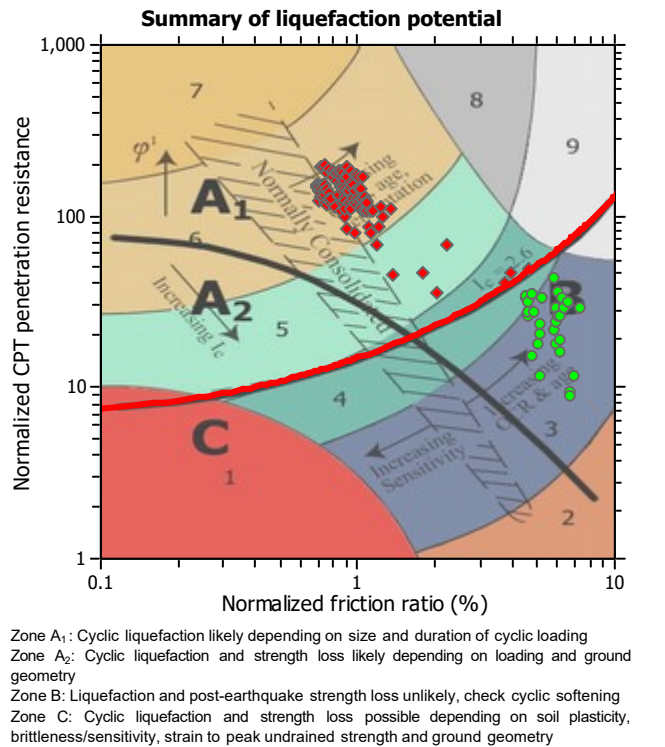 Summary of liquefaction potential
Normalized CPT penetration resistance
1,000
100
10
1
7
8
9
φ'
A1
6
A2
5
4
C
1
B
3
2
Normally Consolidated
Increasing Ic
Ic = 2.6
Increasing
Sensitivity
Increasing
OCR & age
age,
0.1
1
10
Normalized friction ratio (%)
Zone A1: Cyclic liquefaction likely depending on size and duration of cyclic loading
Zone A2: Cyclic liquefaction and strength loss likely depending on loading and ground
geometry
Zone B: Liquefaction and post-earthquake strength loss unlikely, check cyclic softening
Zone C: Cyclic liquefaction and strength loss possible depending on soil plasticity,
brittleness/sensitivity, strain to peak undrained strength and ground geometry